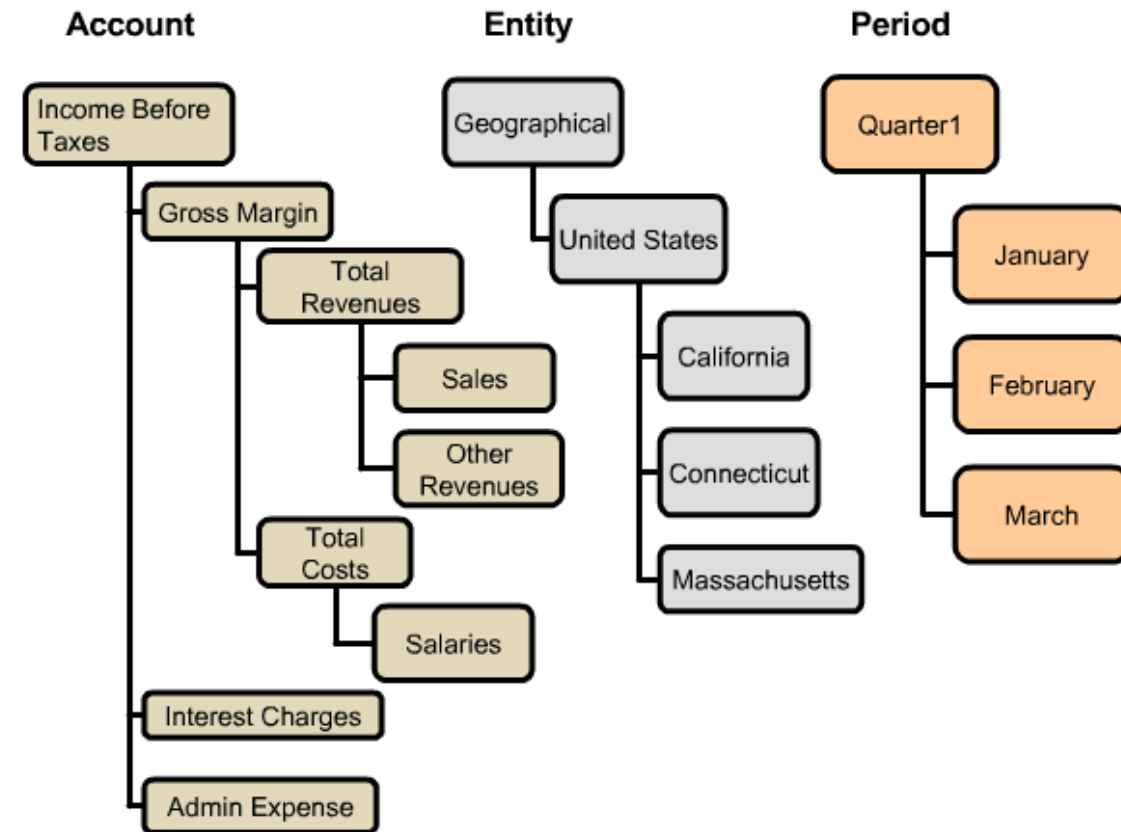 Account
Entity
Period
Income Before
Taxes
Gross Margin
Total
Revenues
Sales
Other
Revenues
Total
Costs
Salaries
Interest Charges
Admin Expense
Geographical
United States
California
Connecticut
Massachusetts
Quarter1
January
February
March